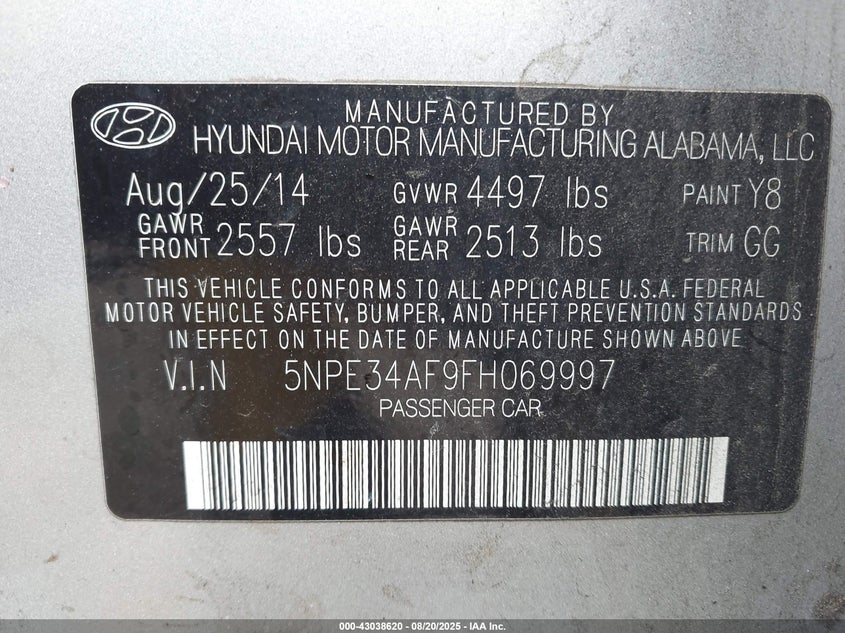 MANUFACTURED BY
HYUNDAI MOTOR MANUFACTURING ALABAMA, LLC
Aug/25/14 GVWR 4497 lbs PAINT Y8
GAWR FRONT 2557 lbs GAWR REAR 2513 lbs TRIM GG
THIS VEHICLE CONFORMS TO ALL APPLICABLE U.S.A. FEDERAL
MOTOR VEHICLE SAFETY, BUMPER, AND THEFT PREVENTION STANDARDS
IN EFFECT ON THE DATE OF MANUFACTURE SHOWN ABOVE
V.I.N 5NPE34AF9FH069997
PASSENGER CAR
000-43038620 - 08/20/2025 - IAA Inc.